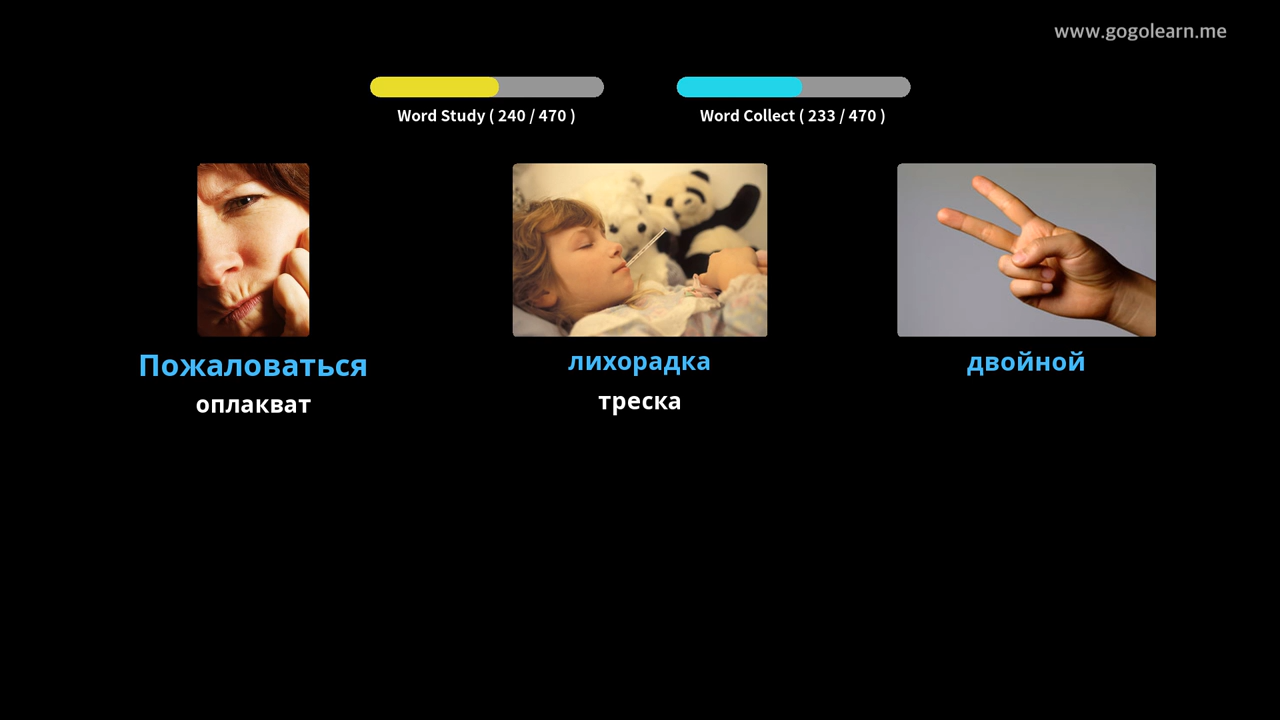 www.gogolearn.me
Word Study ( 240 / 470 )
Word Collect ( 233 / 470 )
Пожаловаться
оплакват
лихорадка
треска
двойной